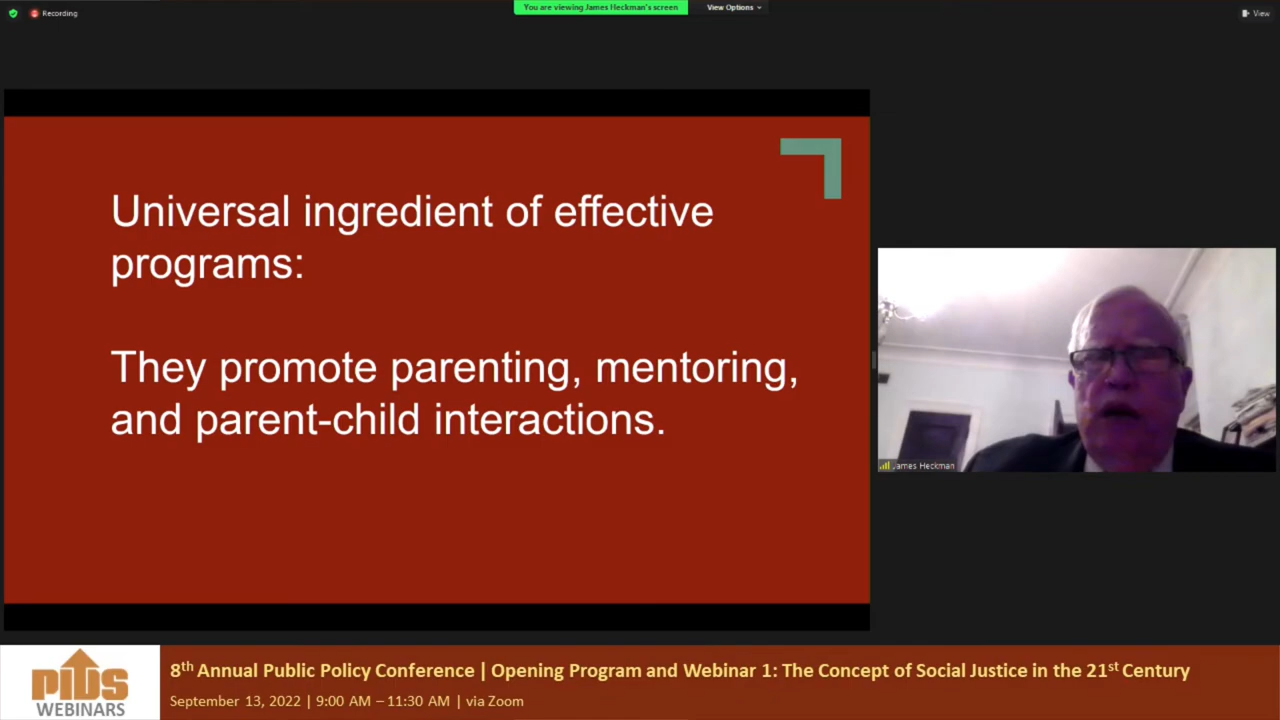 Recording
You are viewing James Heckman's screen
View Options
View
Universal ingredient of effective
programs:
They promote parenting, mentoring,
and parent-child interactions.
James Heckman
PIDS
WEBINARS
8th Annual Public Policy Conference | Opening Program and Webinar 1: The Concept of Social Justice in the 21st Century
September 13, 2022 | 9:00 AM – 11:30 AM | via Zoom